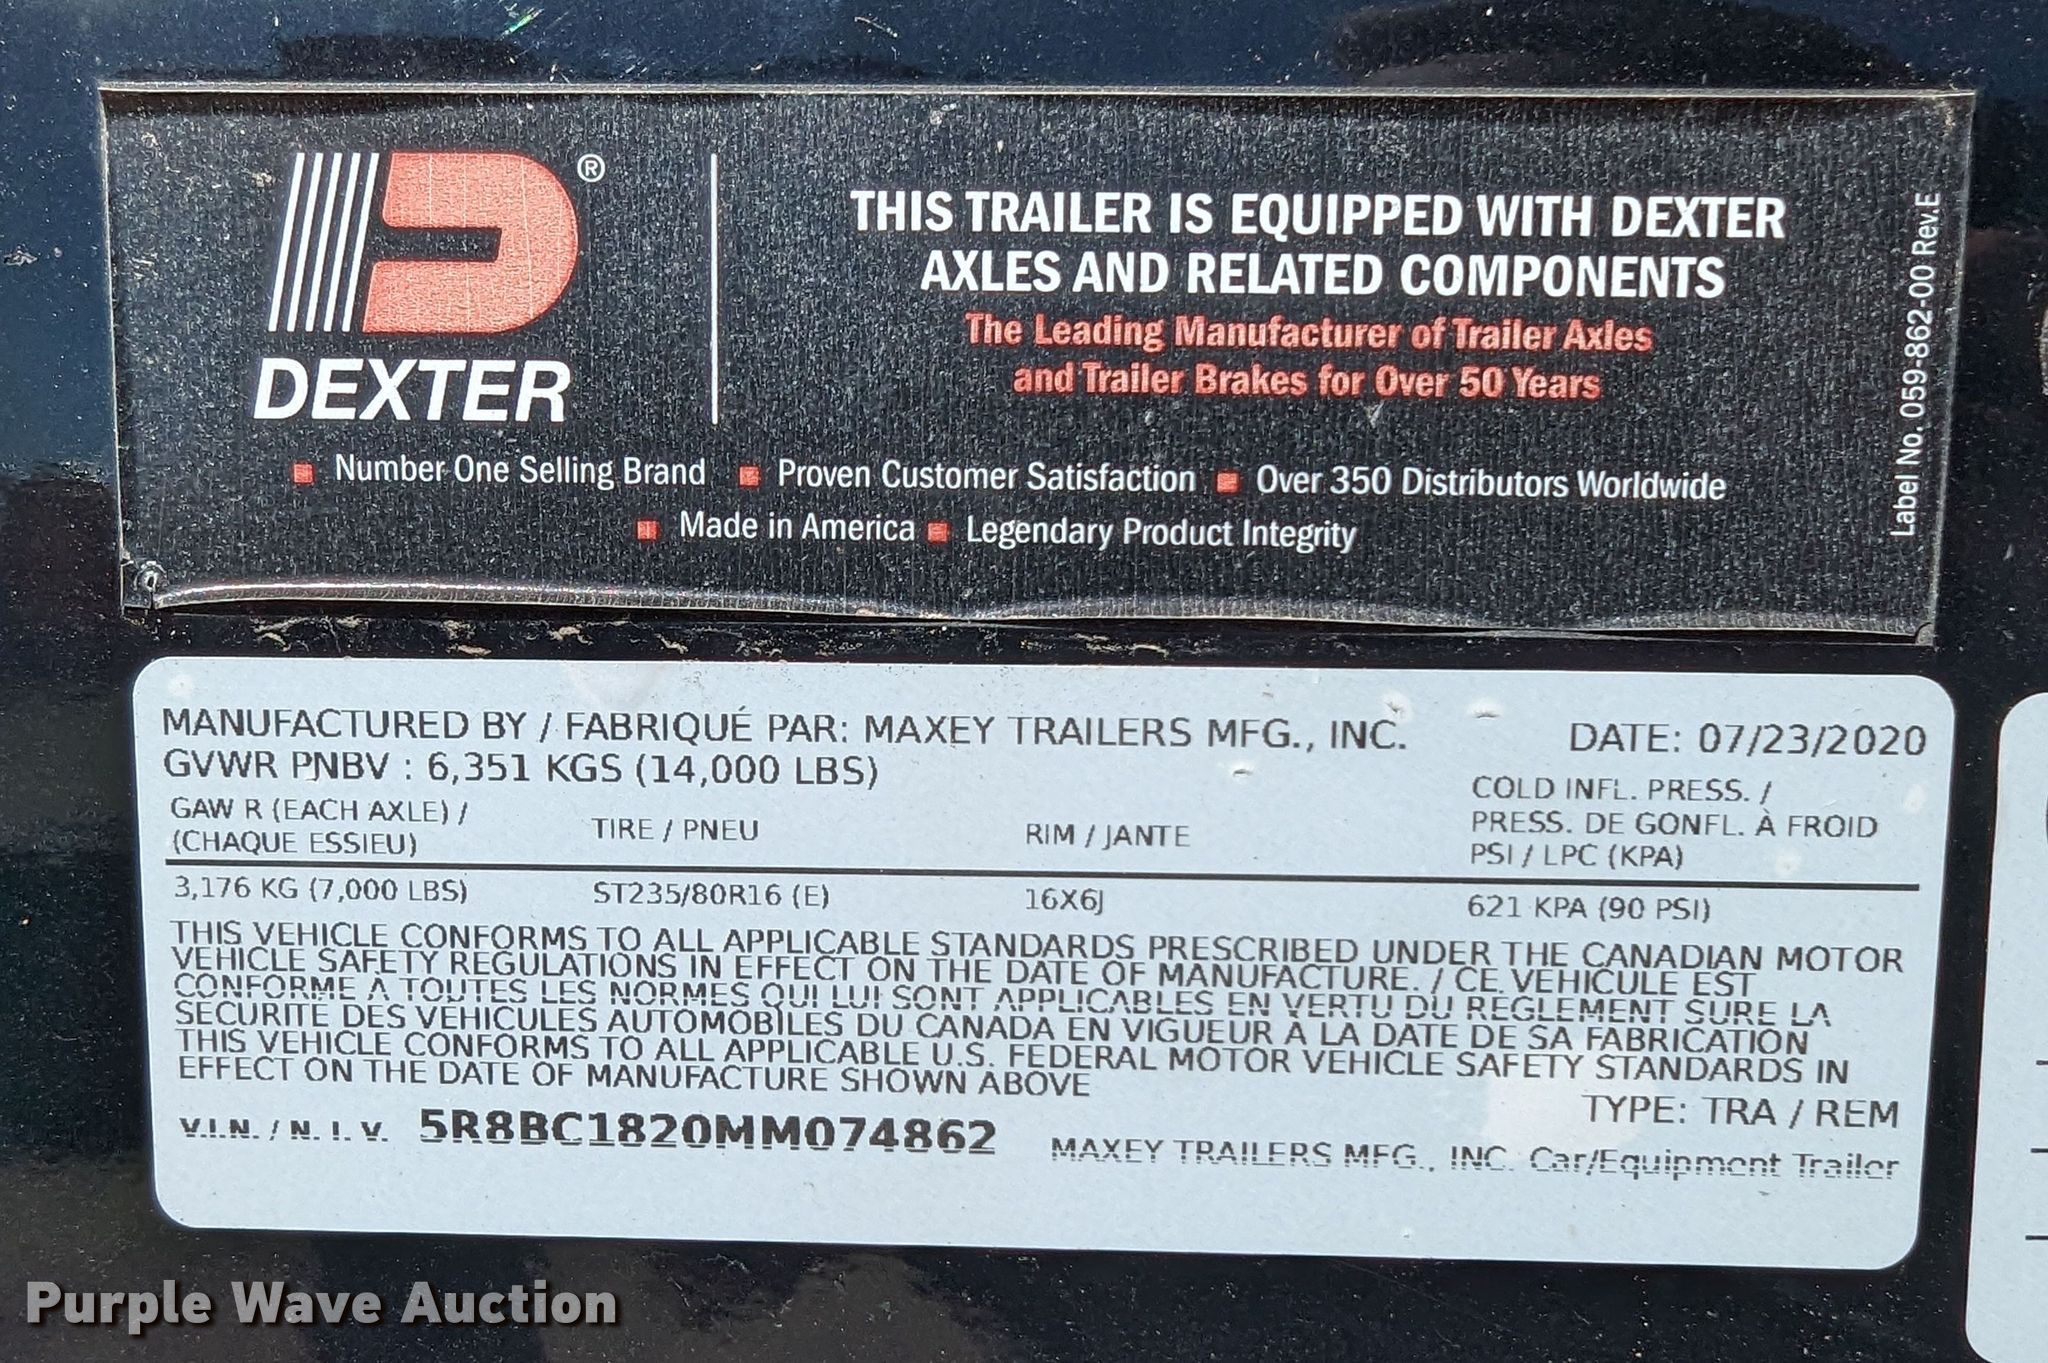 ®
DEXTER
THIS TRAILER IS EQUIPPED WITH DEXTER
AXLES AND RELATED COMPONENTS
The Leading Manufacturer of Trailer Axles
and Trailer Brakes for Over 50 Years
Number One Selling Brand Proven Customer Satisfaction Over 350 Distributors Worldwide
Made in America Legendary Product Integrity
Label No. 059-862-00 Rev.E
MANUFACTURED BY / FABRIQUÉ PAR: MAXEY TRAILERS MFG., INC. DATE: 07/23/2020
GVWR PNBV : 6,351 KGS (14,000 LBS)
GAW R (EACH AXLE) /
(CHAQUE ESSIEU)
TIRE / PNEU
RIM / JANTE
COLD INFL. PRESS. /
PRESS. DE GONFL. À FROID
PSI / LPC (KPA)
3,176 KG (7,000 LBS) ST235/80R16 (E) 16X6J 621 KPA (90 PSI)
THIS VEHICLE CONFORMS TO ALL APPLICABLE STANDARDS PRESCRIBED UNDER THE CANADIAN MOTOR
VEHICLE SAFETY REGULATIONS IN EFFECT ON THE DATE OF MANUFACTURE. / CE VEHICULE EST
CONFORME A TOUTES LES NORMES QUI LUI SONT APPLICABLES EN VERTU DU REGLEMENT SURE LA
SECURITE DES VEHICULES AUTOMOBILES DU CANADA EN VIGUEUR A LA DATE DE SA FABRICATION
THIS VEHICLE CONFORMS TO ALL APPLICABLE U.S. FEDERAL MOTOR VEHICLE SAFETY STANDARDS IN
EFFECT ON THE DATE OF MANUFACTURE SHOWN ABOVE
TYPE: TRA / REM
V.I.N. / N. I. V. 5R8BC1820MM074862 MAXEY TRAILERS MFG., INC. Car/Equipment Trailer
Purple Wave Auction